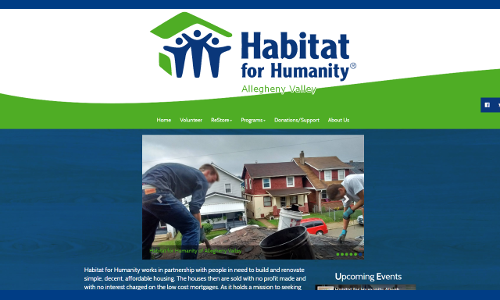 Habitat
for Humanity®
Allegheny Valley
Home Volunteer ReStore Programs Donations/Support About Us
Habitat for Humanity of Allegheny Valley
Habitat for Humanity works in partnership with people in need to build and renovate
simple, decent, affordable housing. The houses then are sold with no profit made and
with no interest charged on the low cost mortgages. As it holds a mission to seeking
Upcoming Events